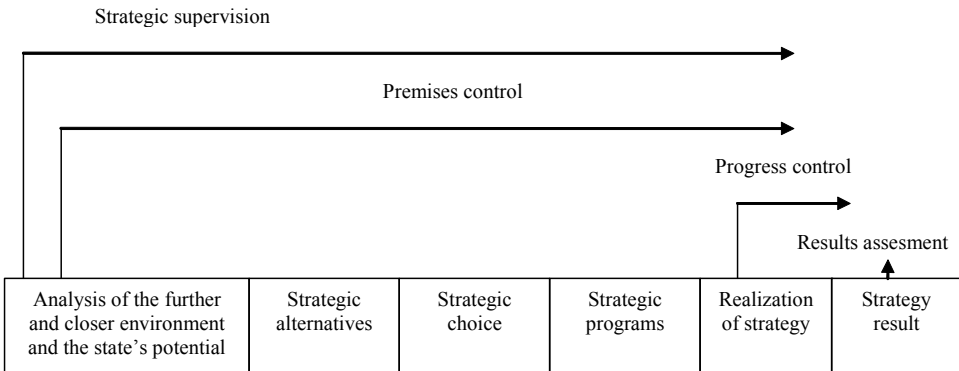 Strategic supervision
Premises control
Progress control
Results assesment
Analysis of the further
and closer environment
and the state's potential
Strategic
alternatives
Strategic
choice
Strategic
programs
Realization
of strategy
Strategy
result